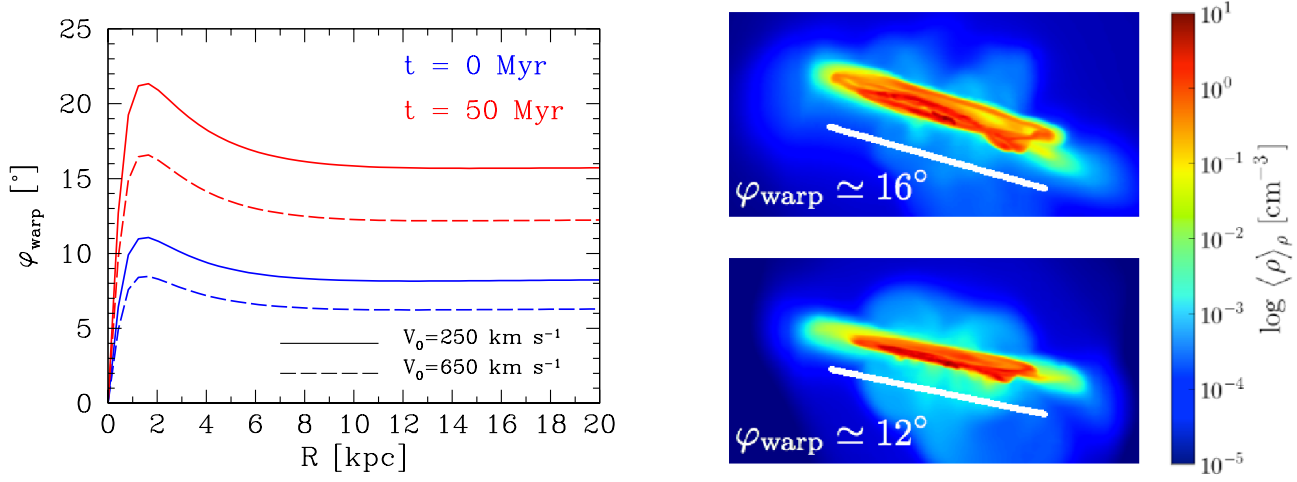 25
20
15
10
5
0
φwarp [°]
0 2 4 6 8 10 12 14 16 18 20
R [kpc]
t = 0 Myr
t = 50 Myr
V₀=250 km s⁻¹
V₀=650 km s⁻¹
φwarp ≃ 16°
φwarp ≃ 12°
10¹
10⁰
10⁻¹
10⁻²
10⁻³
10⁻⁴
10⁻⁵
log ⟨ρ⟩ρ [cm⁻³]